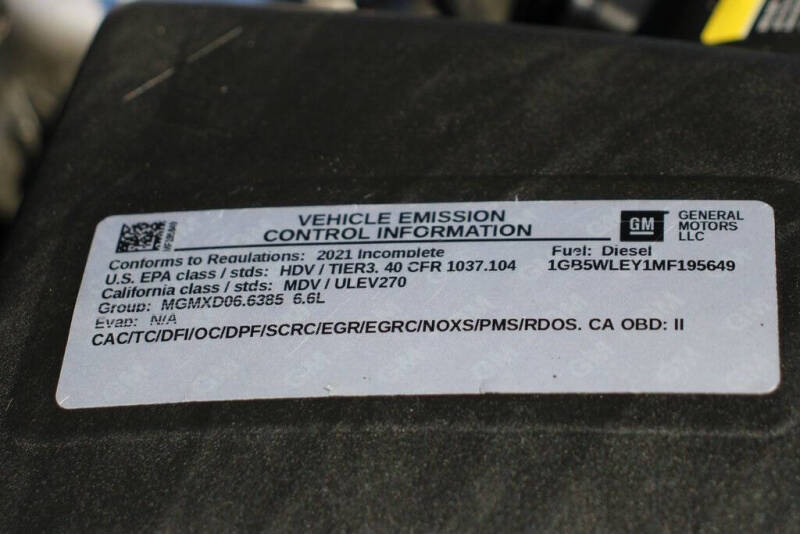 VEHICLE EMISSION
CONTROL INFORMATION
GM
GENERAL
MOTORS
LLC
Conforms to Regulations: 2021 Incomplete
Fuel: Diesel
U.S. EPA class / stds: HDV / TIER3. 40 CFR 1037.104
1GB5WLEY1MF195649
California class / stds: MDV / ULEV270
Group: MGMXD06.6385 6.6L
Evap: N/A
CAC/TC/DFI/OC/DPF/SCRC/EGR/EGRC/NOXS/PMS/RDOS. CA OBD: II